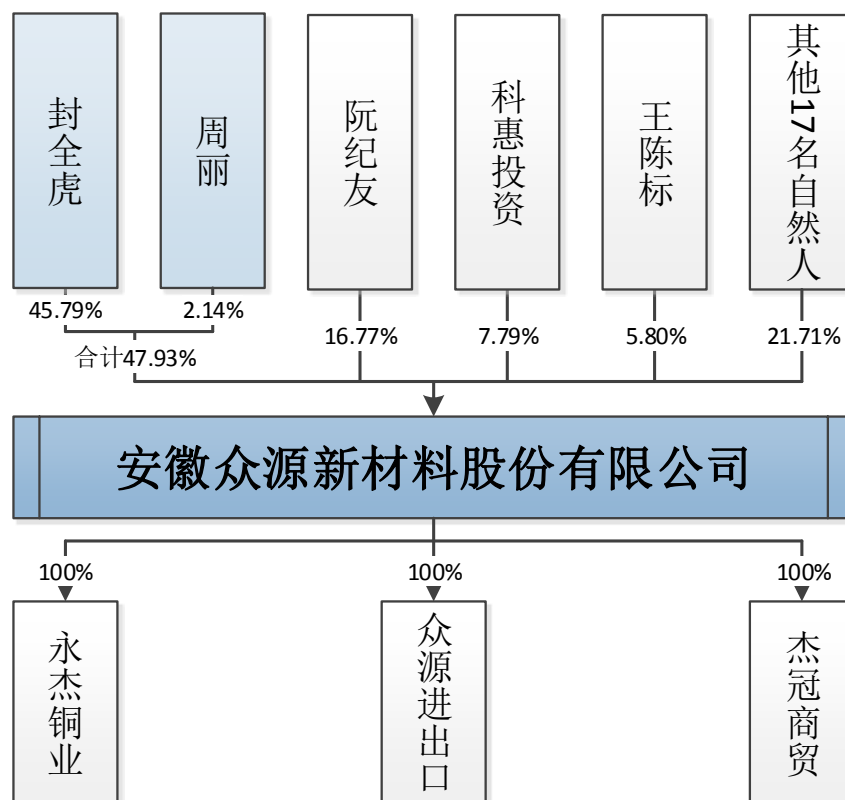 封全虎
周丽
阮纪友
科惠投资
王陈标
其他17名自然人
45.79%
2.14%
16.77%
7.79%
5.80%
21.71%
合计47.93%
安徽众源新材料股份有限公司
100%
100%
100%
永杰铜业
众源进出口
杰冠商贸